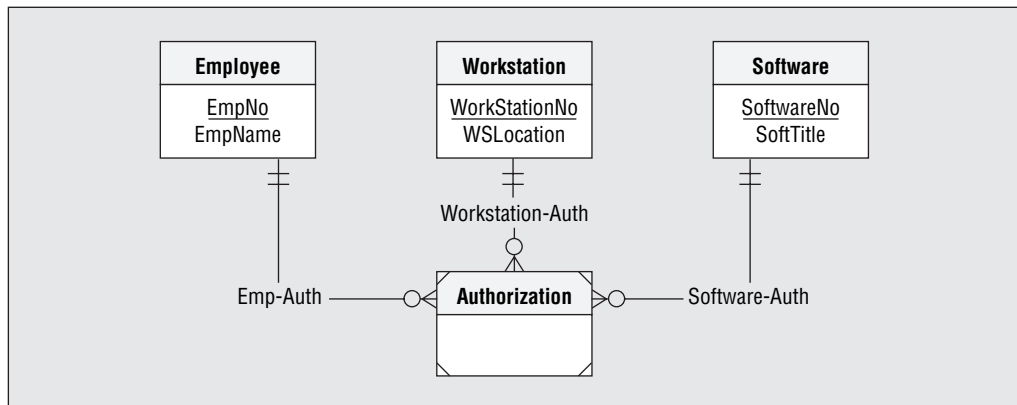 Employee
EmpNo
EmpName
Workstation
WorkStationNo
WSLocation
Software
SoftwareNo
SoftTitle
Workstation-Auth
Emp-Auth
Authorization
Software-Auth